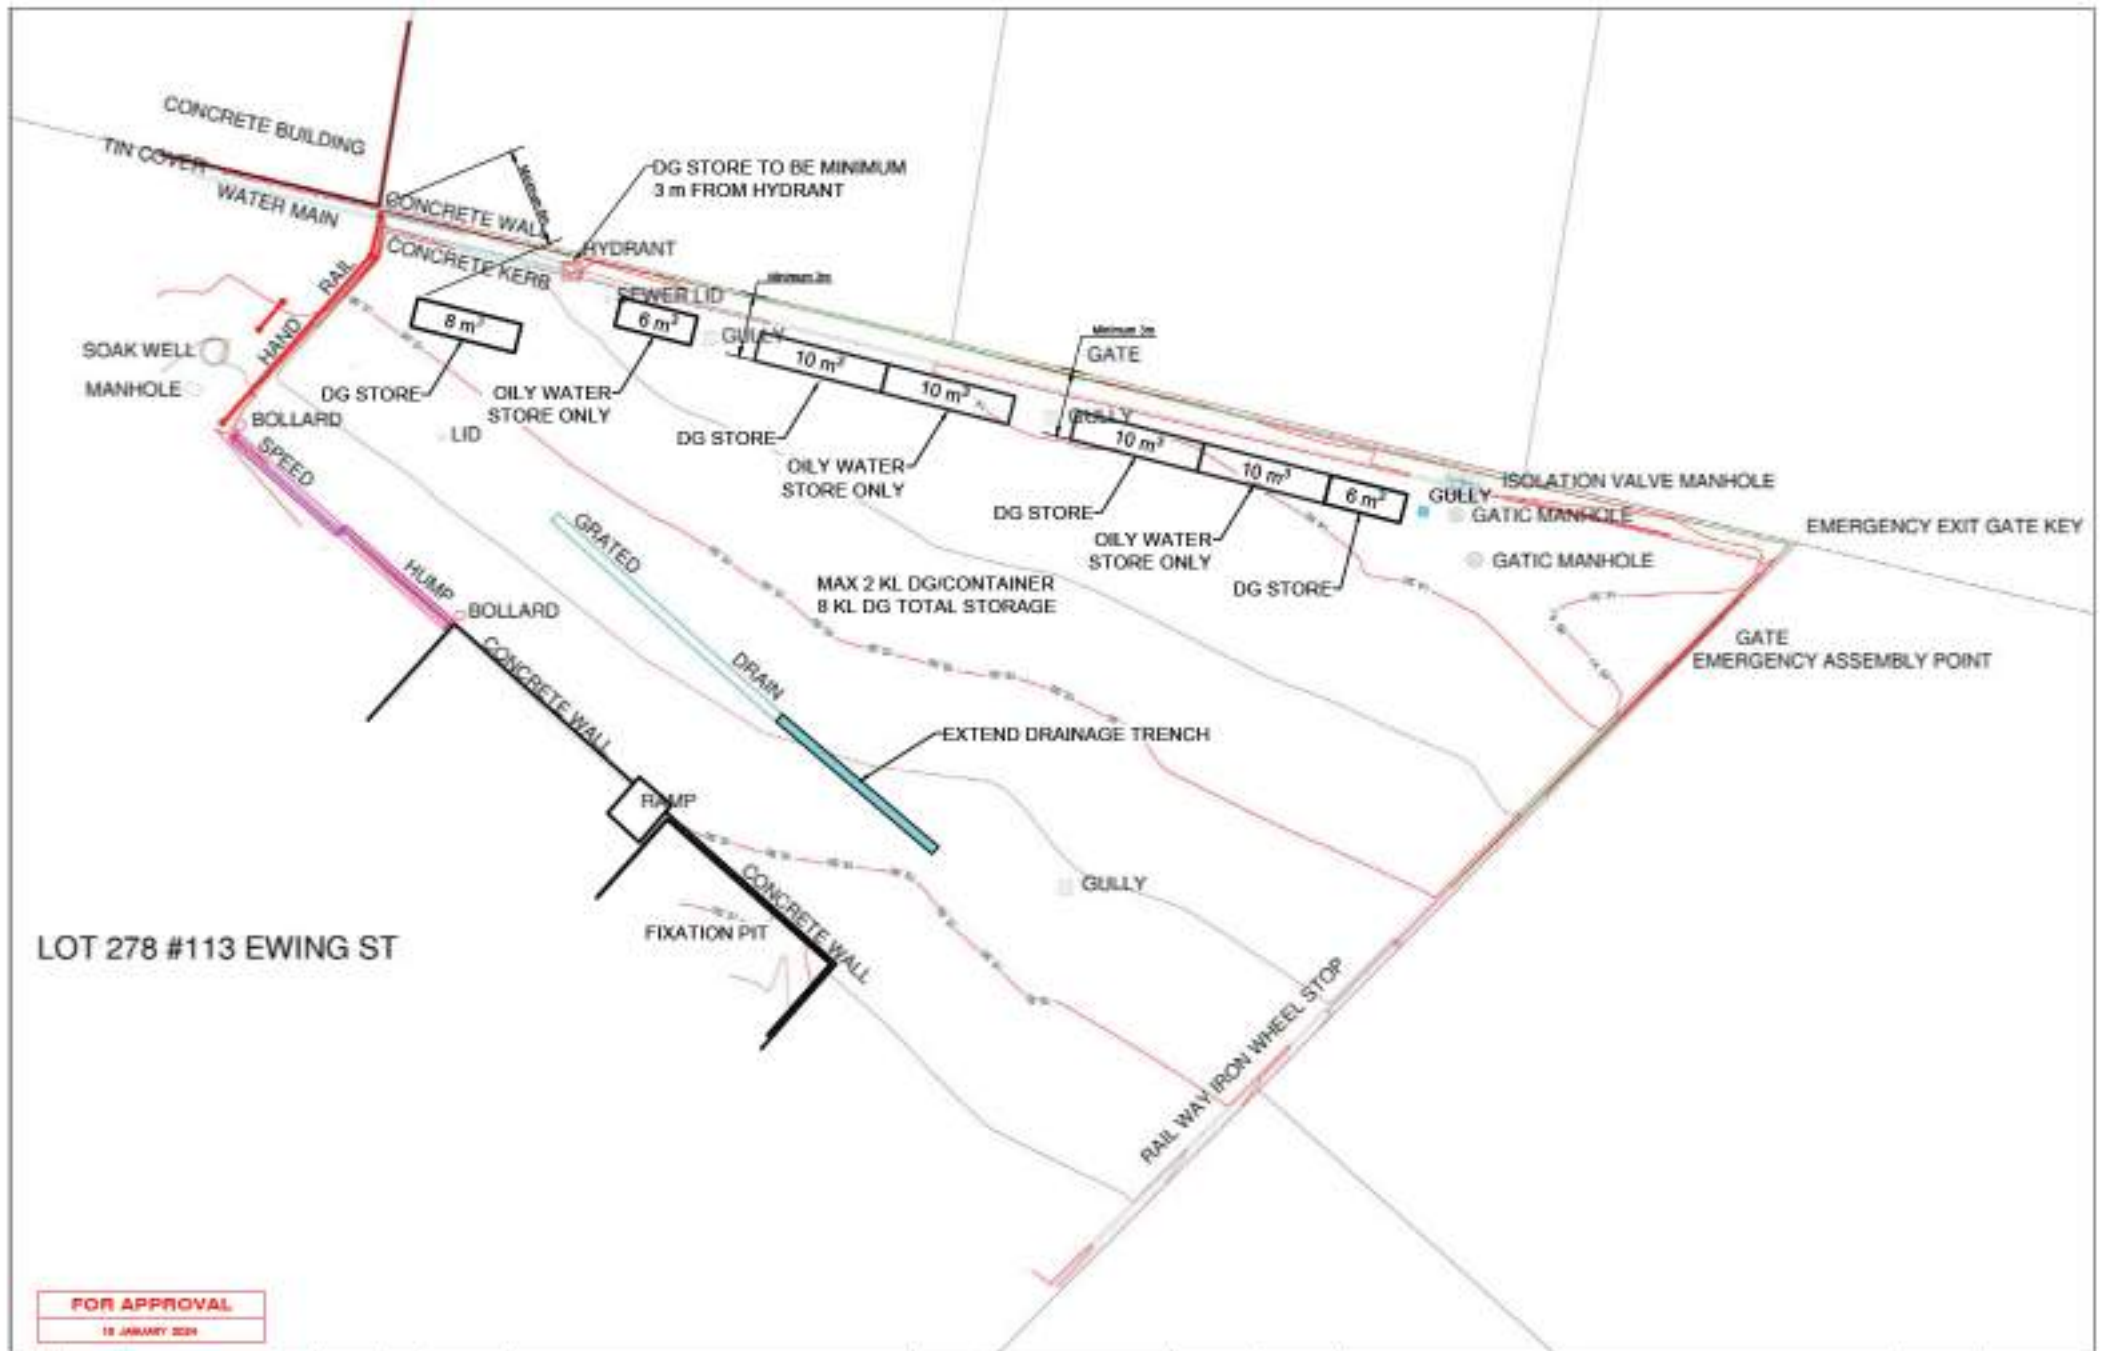 CONCRETE BUILDING
TIN COVER
WATER MAIN
CONCRETE WALL
DG STORE TO BE MINIMUM
3 m FROM HYDRANT
CONCRETE KERB
HYDRANT
HAND RAIL
SEWER LID
Minimum 3m
8 m³
6 m³
GULLY
10 m³
10 m³
Minimum 3m
GATE
SOAK WELL
MANHOLE
DG STORE
OILY WATER
STORE ONLY
BOLLARD
LID
DG STORE
OILY WATER
STORE ONLY
GULLY
10 m³
10 m³
6 m³
GULLY
ISOLATION VALVE MANHOLE
GATIC MANHOLE
EMERGENCY EXIT GATE KEY
GATIC MANHOLE
DG STORE
OILY WATER
STORE ONLY
DG STORE
SPEED HUMP
GRATED DRAIN
MAX 2 KL DG/CONTAINER
8 KL DG TOTAL STORAGE
BOLLARD
GATE
EMERGENCY ASSEMBLY POINT
CONCRETE WALL
EXTEND DRAINAGE TRENCH
RAMP
CONCRETE WALL
GULLY
FIXATION PIT
LOT 278 #113 EWING ST
RAIL WAY IRON WHEEL STOP
FOR APPROVAL